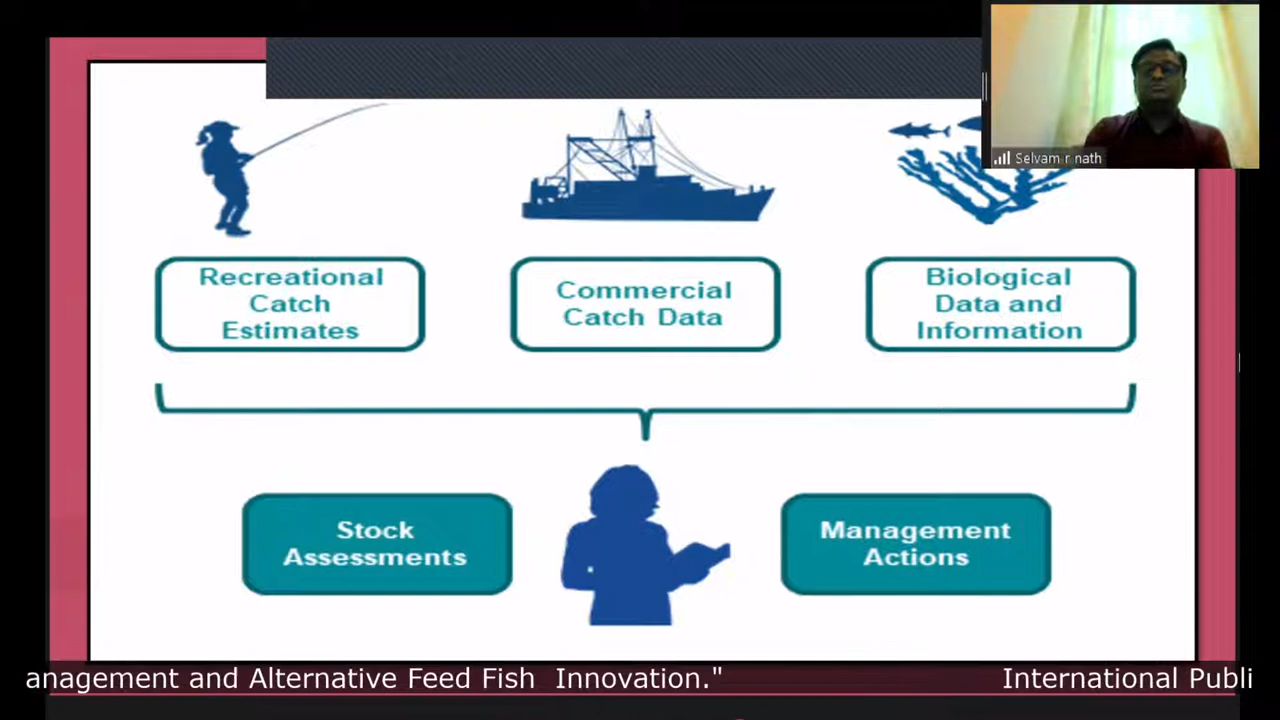 Selvam r nath
Recreational
Catch
Estimates
Commercial
Catch Data
Biological
Data and
Information
Stock
Assessments
Management
Actions
anagement and Alternative Feed Fish Innovation." International Publi